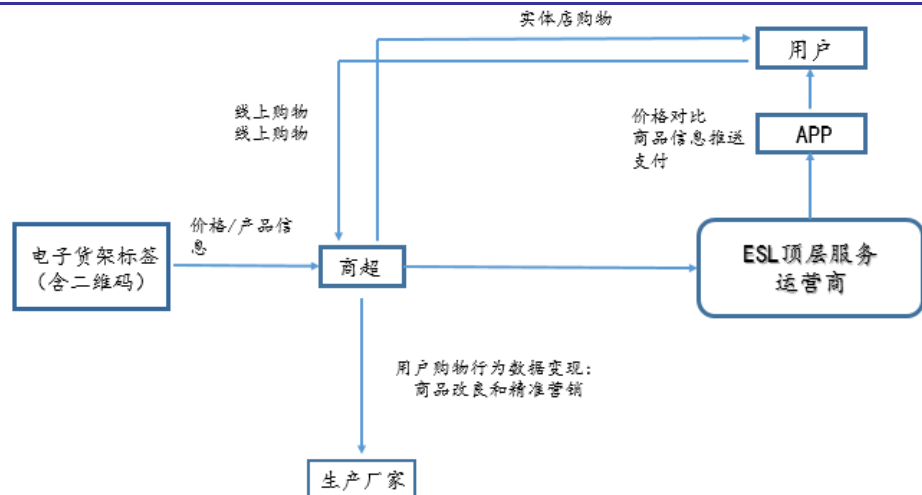 实体店购物
用户
线上购物
线上购物
价格对比
商品信息推送
支付
APP
价格/产品信
息
电子货架标签
（含二维码）
商超
ESL顶层服务
运营商
用户购物行为数据变现：
商品改良和精准营销
生产厂家